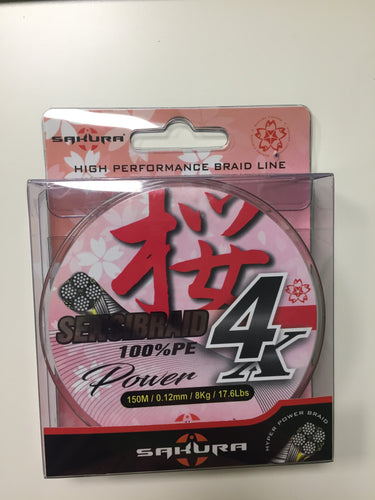 SAKURA
HIGH PERFORMANCE BRAID LINE
桜
SENSIBRAID
4X
100%PE
Power
150M / 0.12mm / 8Kg / 17.6Lbs
SAKURA
HYPER POWER BRAID